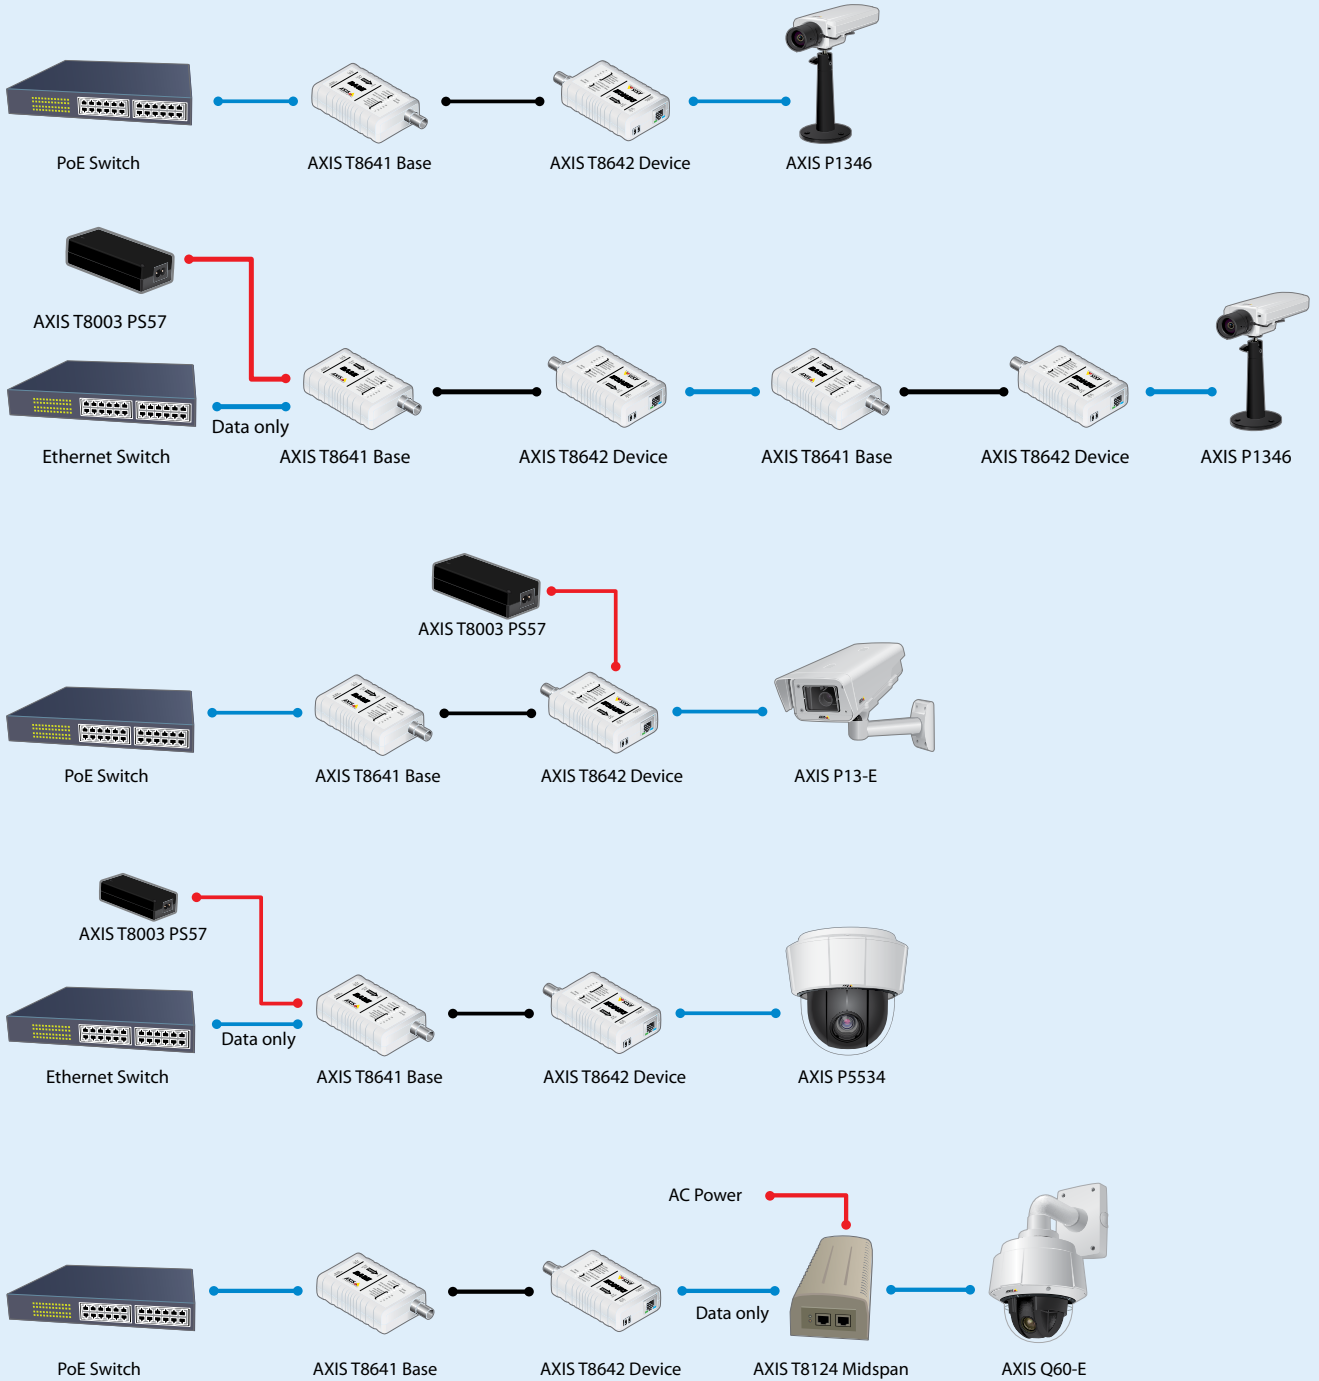 PoE Switch
AXIS T8641 Base
AXIS T8642 Device
AXIS P1346
AXIS T8003 PS57
Data only
Ethernet Switch
AXIS T8641 Base
AXIS T8642 Device
AXIS T8641 Base
AXIS T8642 Device
AXIS P1346
AXIS T8003 PS57
PoE Switch
AXIS T8641 Base
AXIS T8642 Device
AXIS P13-E
AXIS T8003 PS57
Data only
Ethernet Switch
AXIS T8641 Base
AXIS T8642 Device
AXIS P5534
AC Power
Data only
PoE Switch
AXIS T8641 Base
AXIS T8642 Device
AXIS T8124 Midspan
AXIS Q60-E